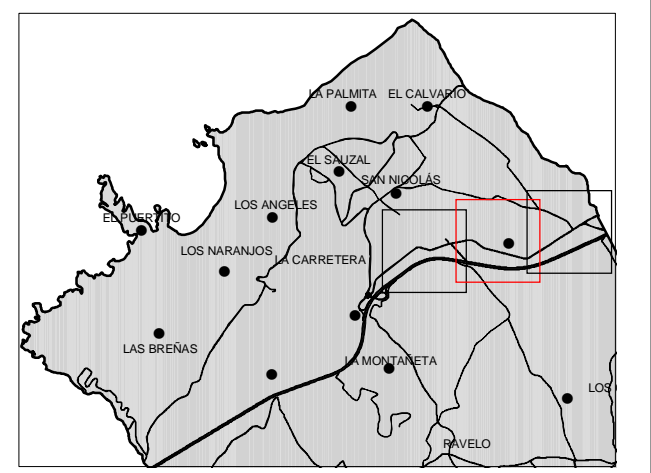 LA PALMITA
EL CALVARIO
EL SAUZAL
SAN NICOLÁS
LOS ANGELES
EL PUERTITO
LOS NARANJOS
LA CARRETERA
LAS BREÑAS
LA MONTAÑETA
LOS
RAVELO